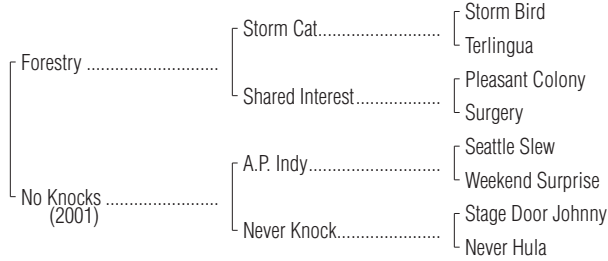 Storm Bird
Storm Cat..............................
Terlingua
Forestry ..................................
Pleasant Colony
Shared Interest.....................
Surgery
Seattle Slew
A.P. Indy................................
Weekend Surprise
No Knocks .............................
(2001)
Stage Door Johnny
Never Knock..........................
Never Hula